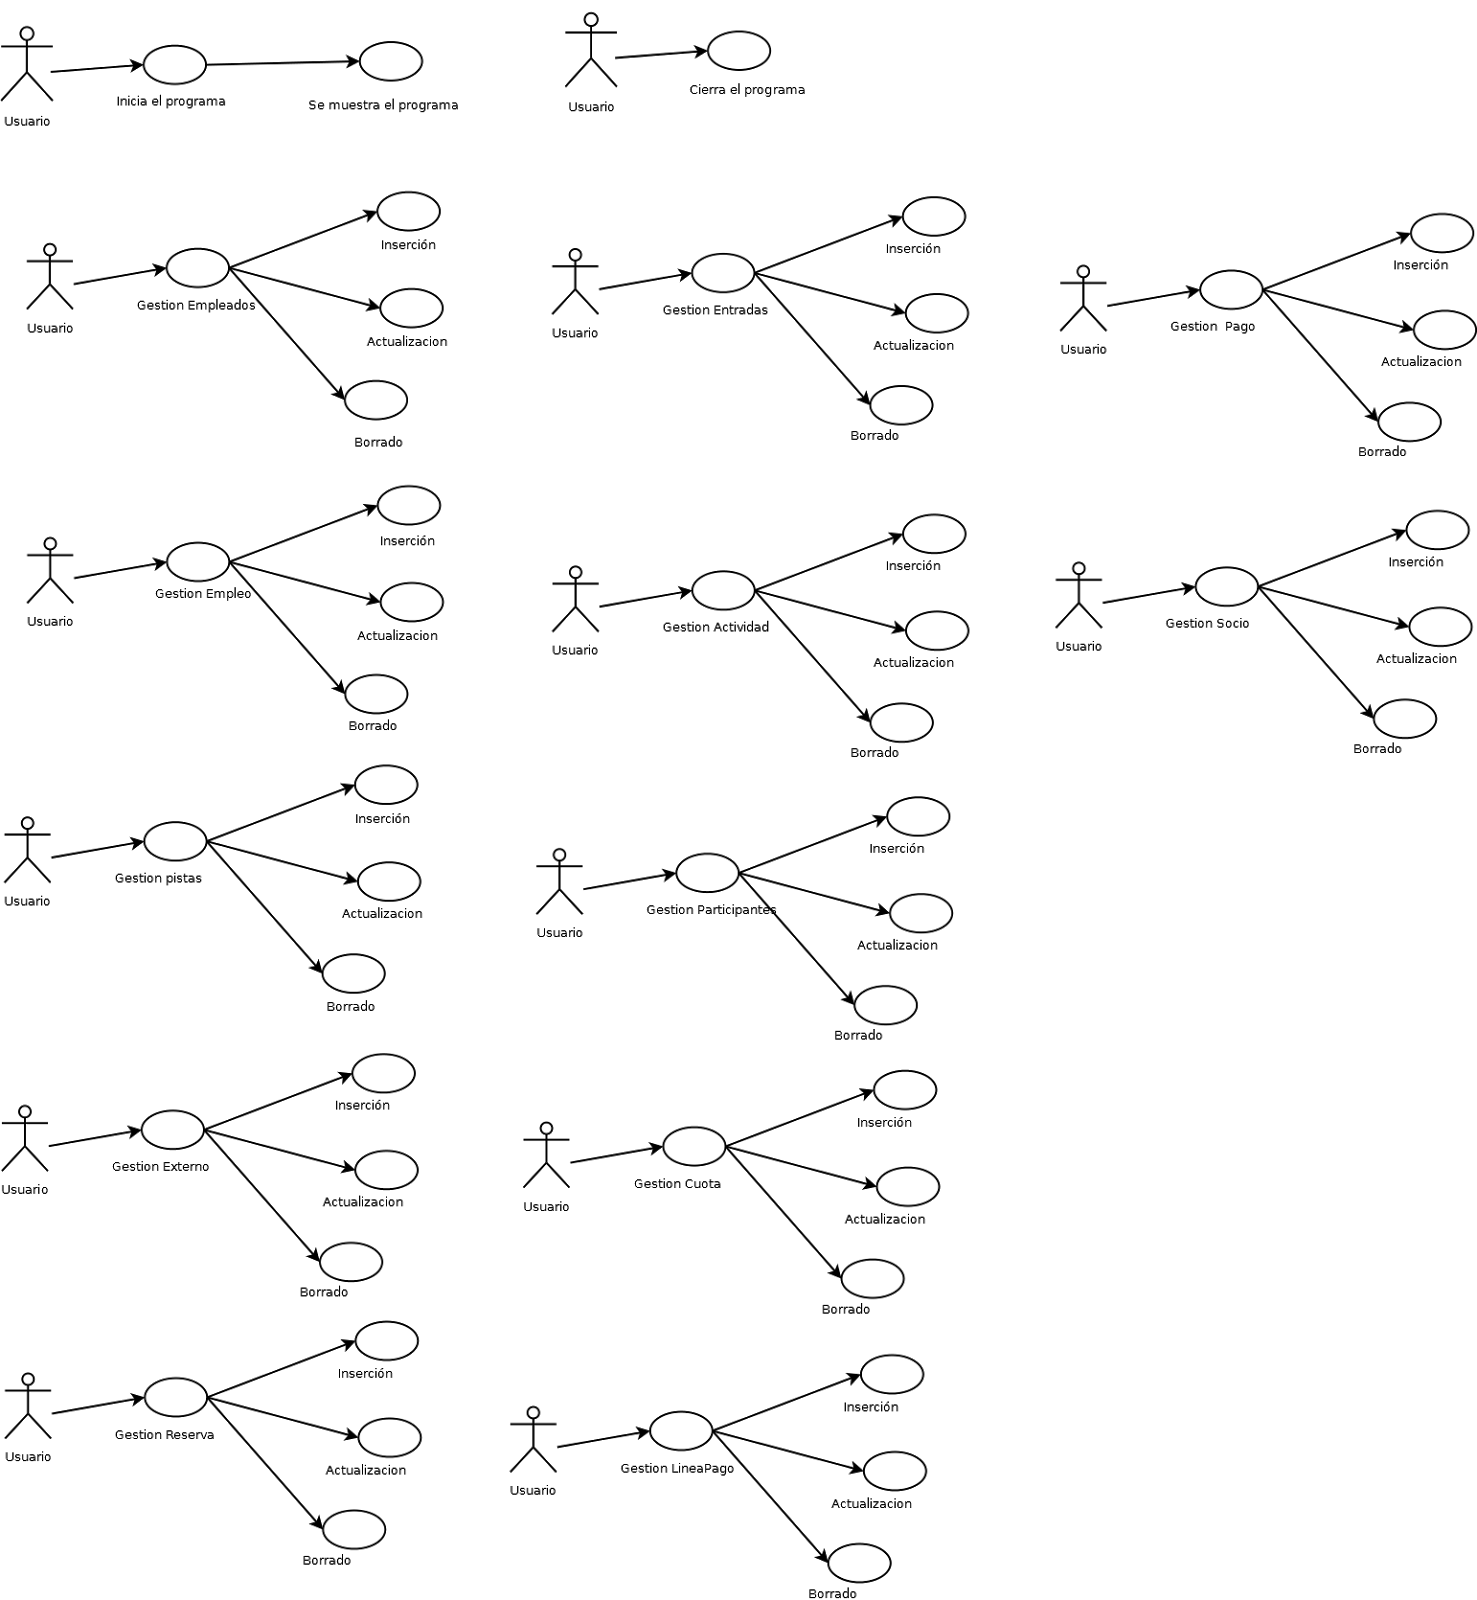 Usuario
Inicia el programa
Se muestra el programa
Usuario
Cierra el programa
Usuario
Gestion Empleados
Inserción
Actualizacion
Borrado
Usuario
Gestion Entradas
Inserción
Actualizacion
Borrado
Usuario
Gestion  Pago
Inserción
Actualizacion
Borrado
Usuario
Gestion Empleo
Inserción
Actualizacion
Borrado
Usuario
Gestion Actividad
Inserción
Actualizacion
Borrado
Usuario
Gestion Socio
Inserción
Actualizacion
Borrado
Usuario
Gestion pistas
Inserción
Actualizacion
Borrado
Usuario
Gestion Participantes
Inserción
Actualizacion
Borrado
Usuario
Gestion Externo
Inserción
Actualizacion
Borrado
Usuario
Gestion Cuota
Inserción
Actualizacion
Borrado
Usuario
Gestion Reserva
Inserción
Actualizacion
Borrado
Usuario
Gestion LineaPago
Inserción
Actualizacion
Borrado